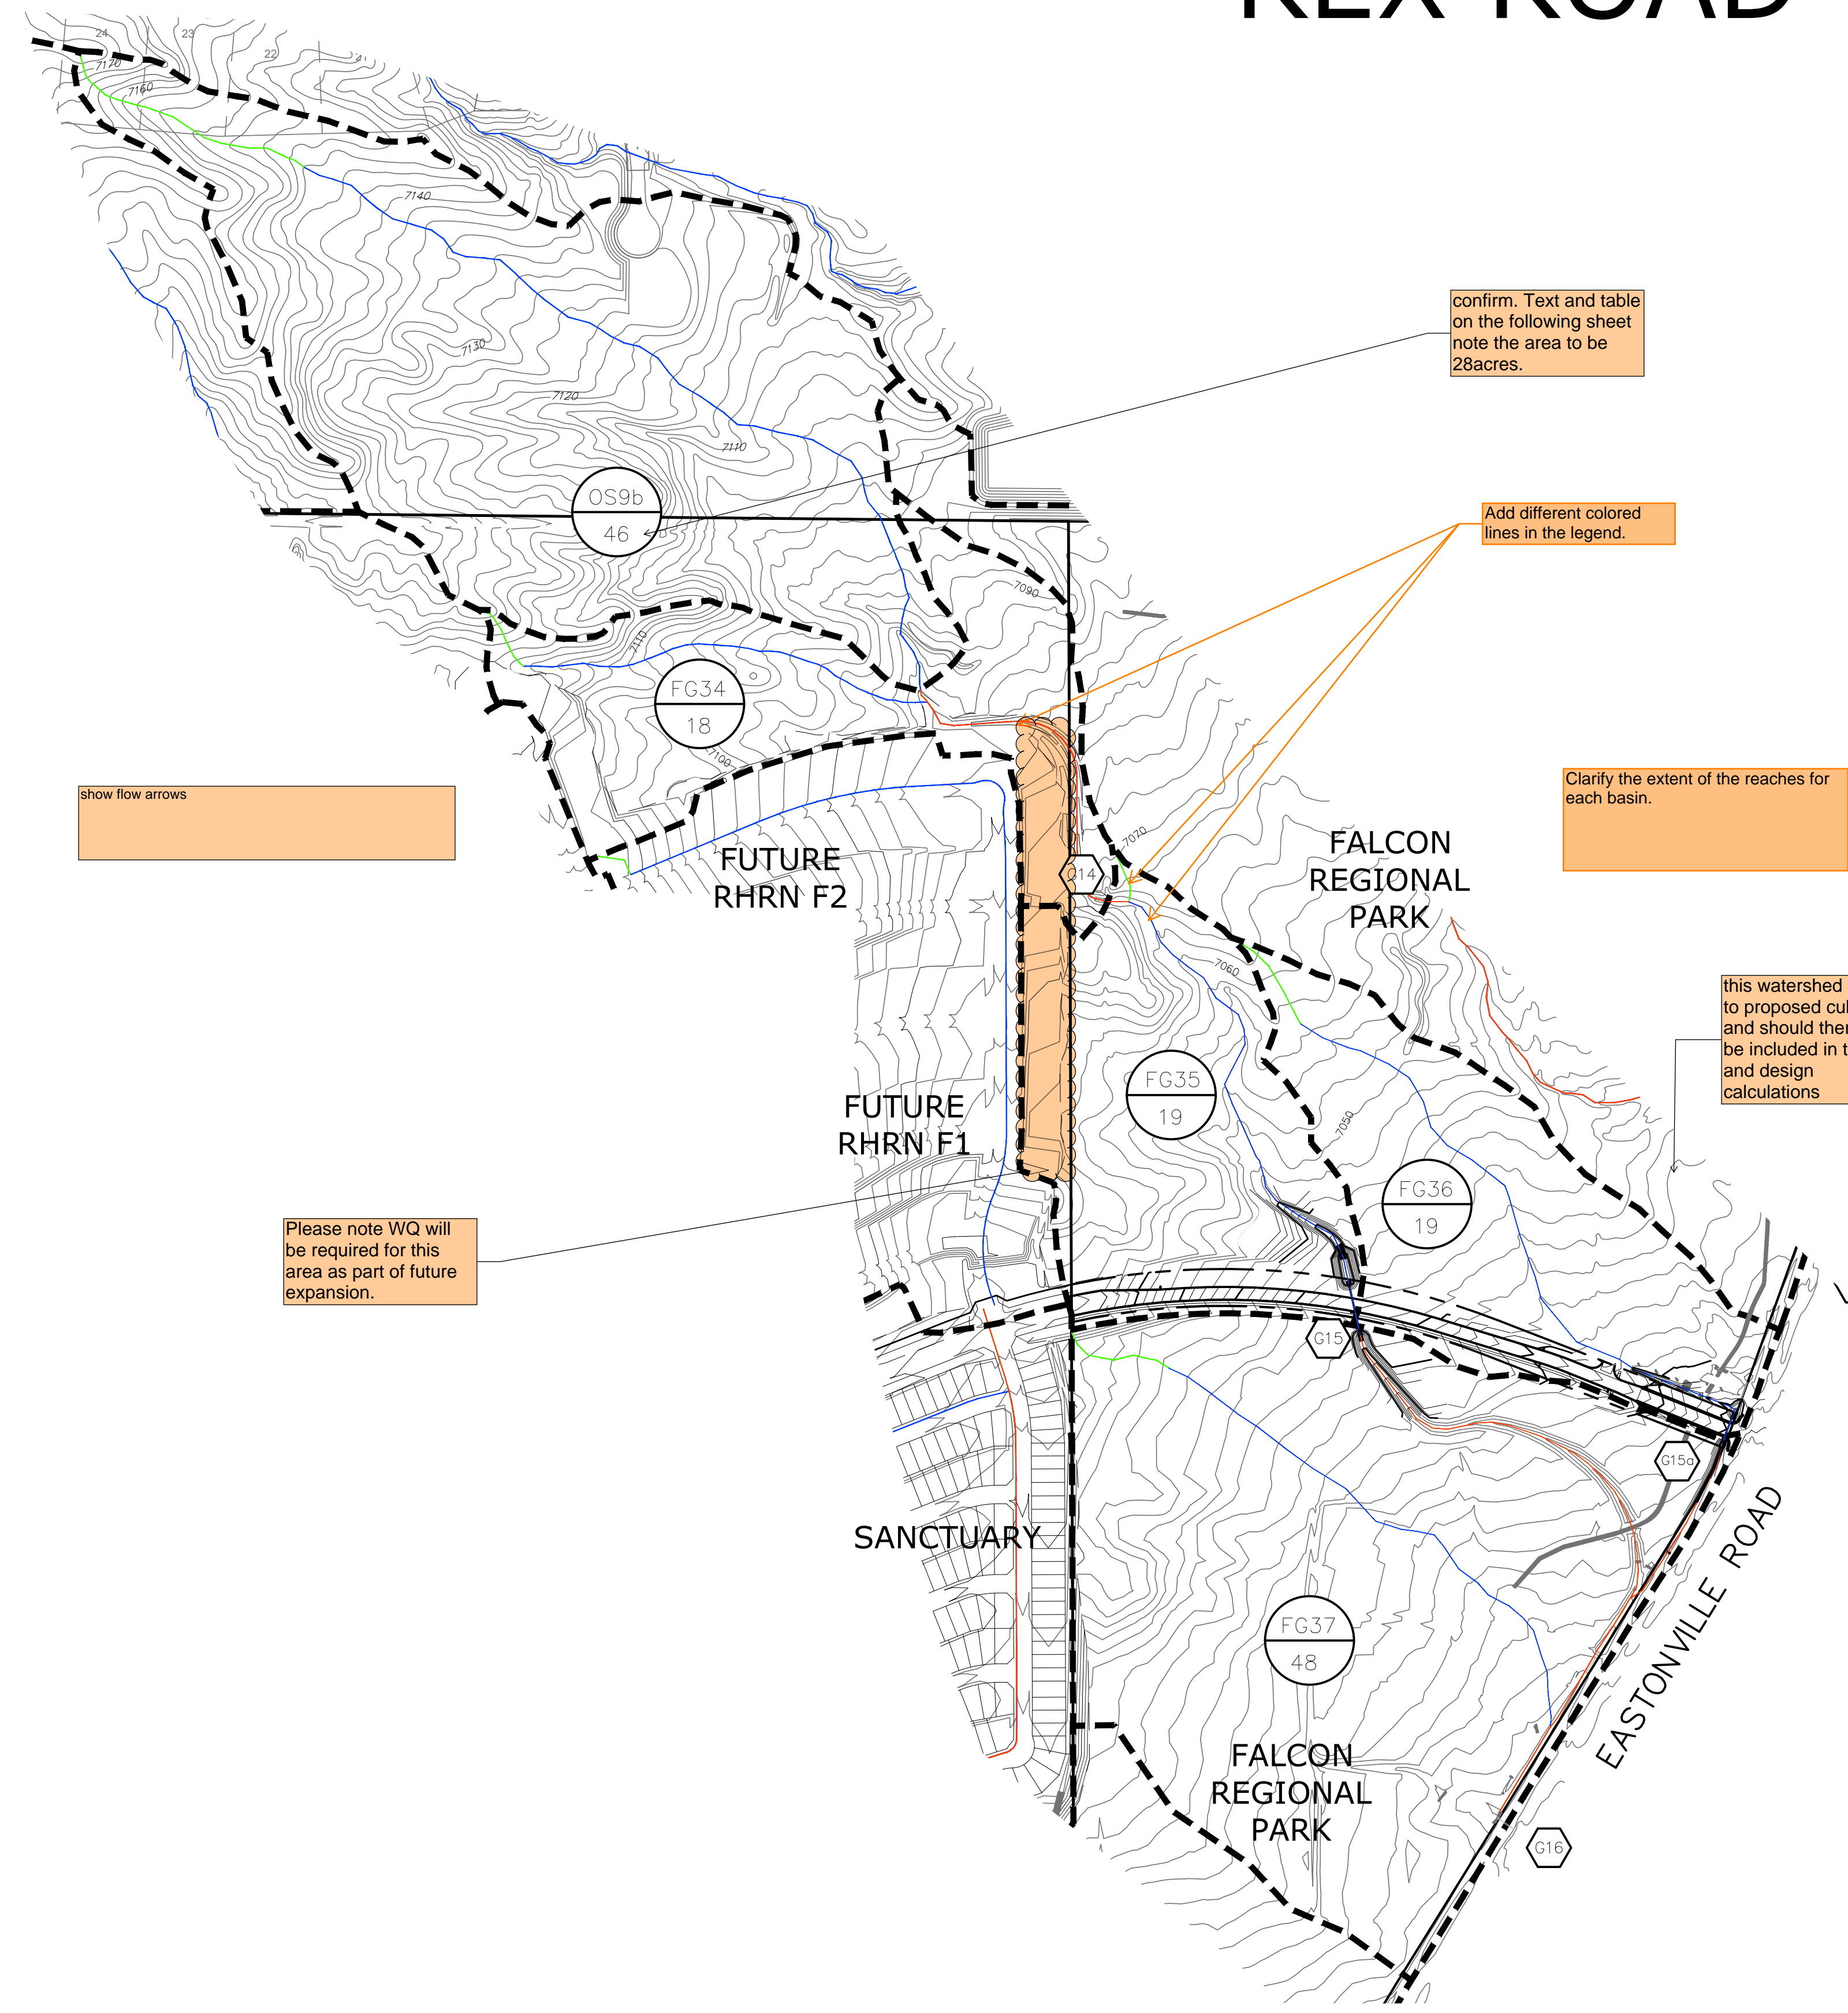 REX ROAD
24
23
22
7170
7160
7140
7130
7120
7110
confirm. Text and table
on the following sheet
note the area to be
28acres.
OS9b
46
Add different colored
lines in the legend.
7090
7110
FG34
18
7100
show flow arrows
Clarify the extent of the reaches for
each basin.
7070
FUTURE
RHRN F2
FALCON
REGIONAL
PARK
G14
7060
this watershed
to proposed
and should
be included in
and design
calculations
FG35
19
7050
FUTURE
RHRN F1
FG36
19
Please note WQ will
be required for this
area as part of future
expansion.
G15
G15a
SANCTUARY
EASTONVILLE ROAD
FG37
48
FALCON
REGIONAL
PARK
G16